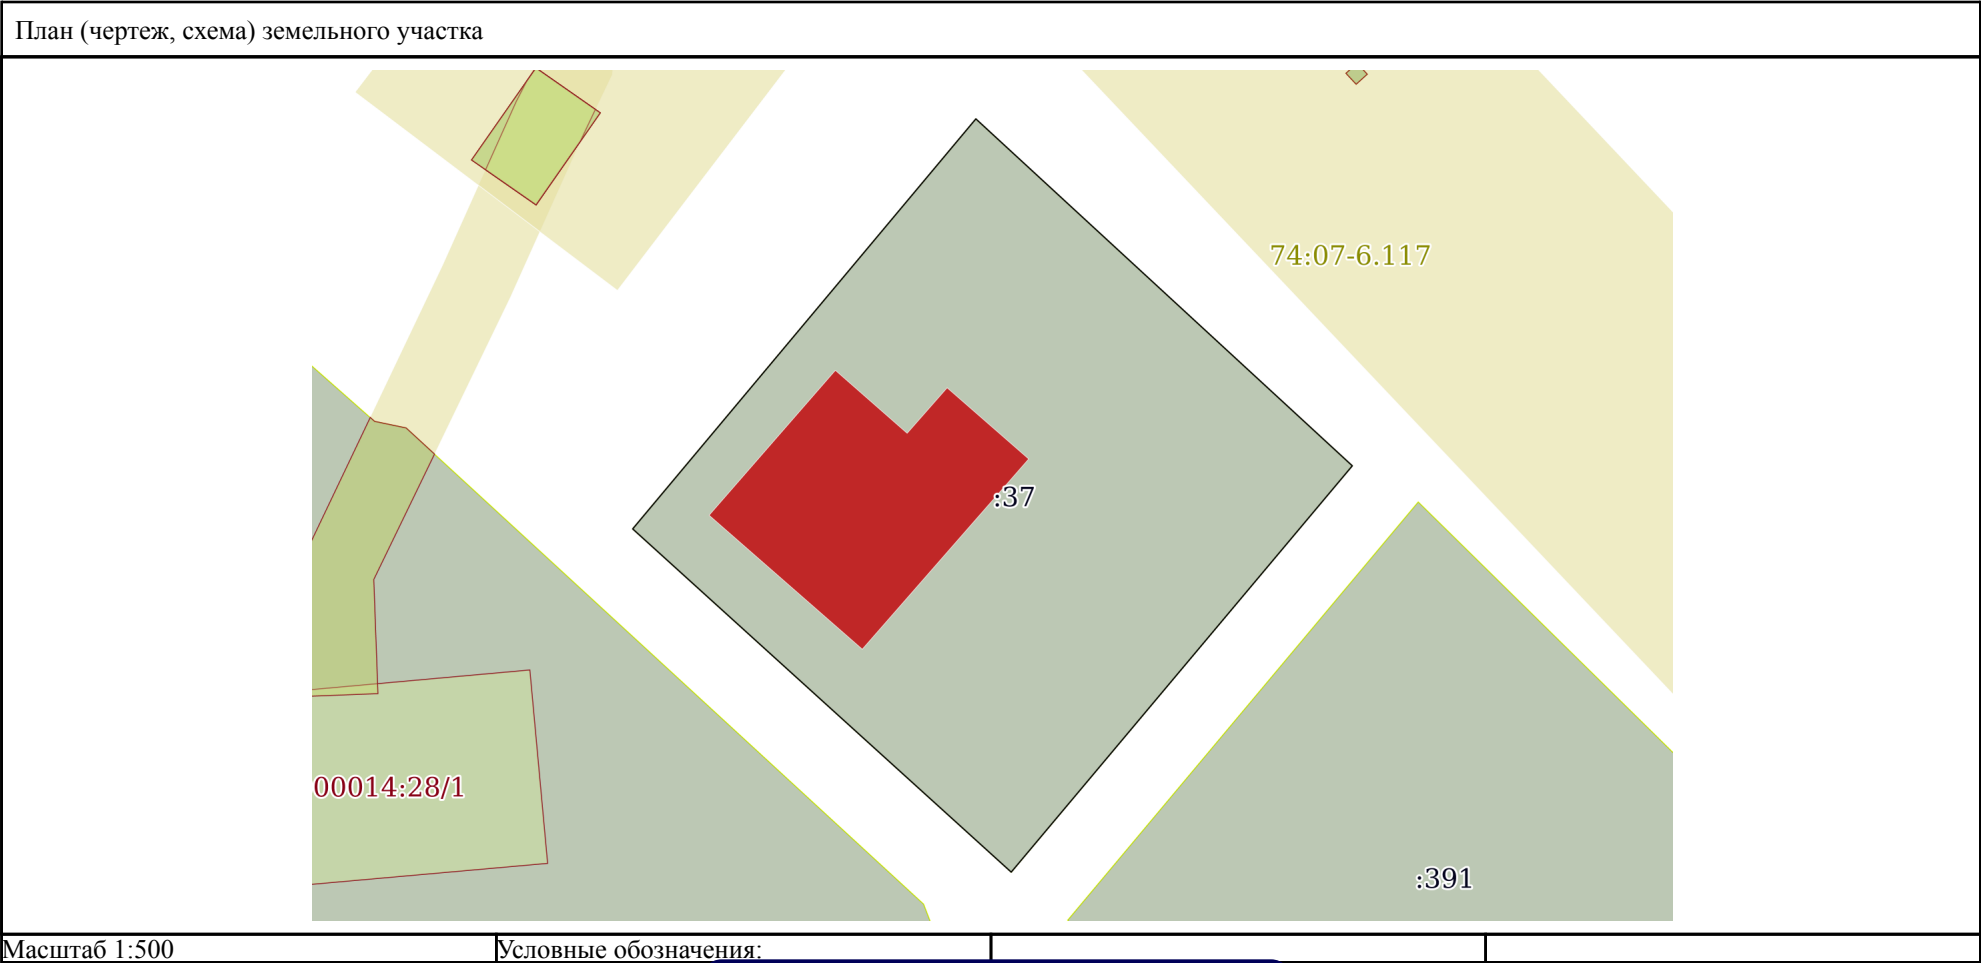 План (чертеж, схема) земельного участка
74:07-6.117
:37
00014:28/1
:391
Масштаб 1:500
Условные обозначения: